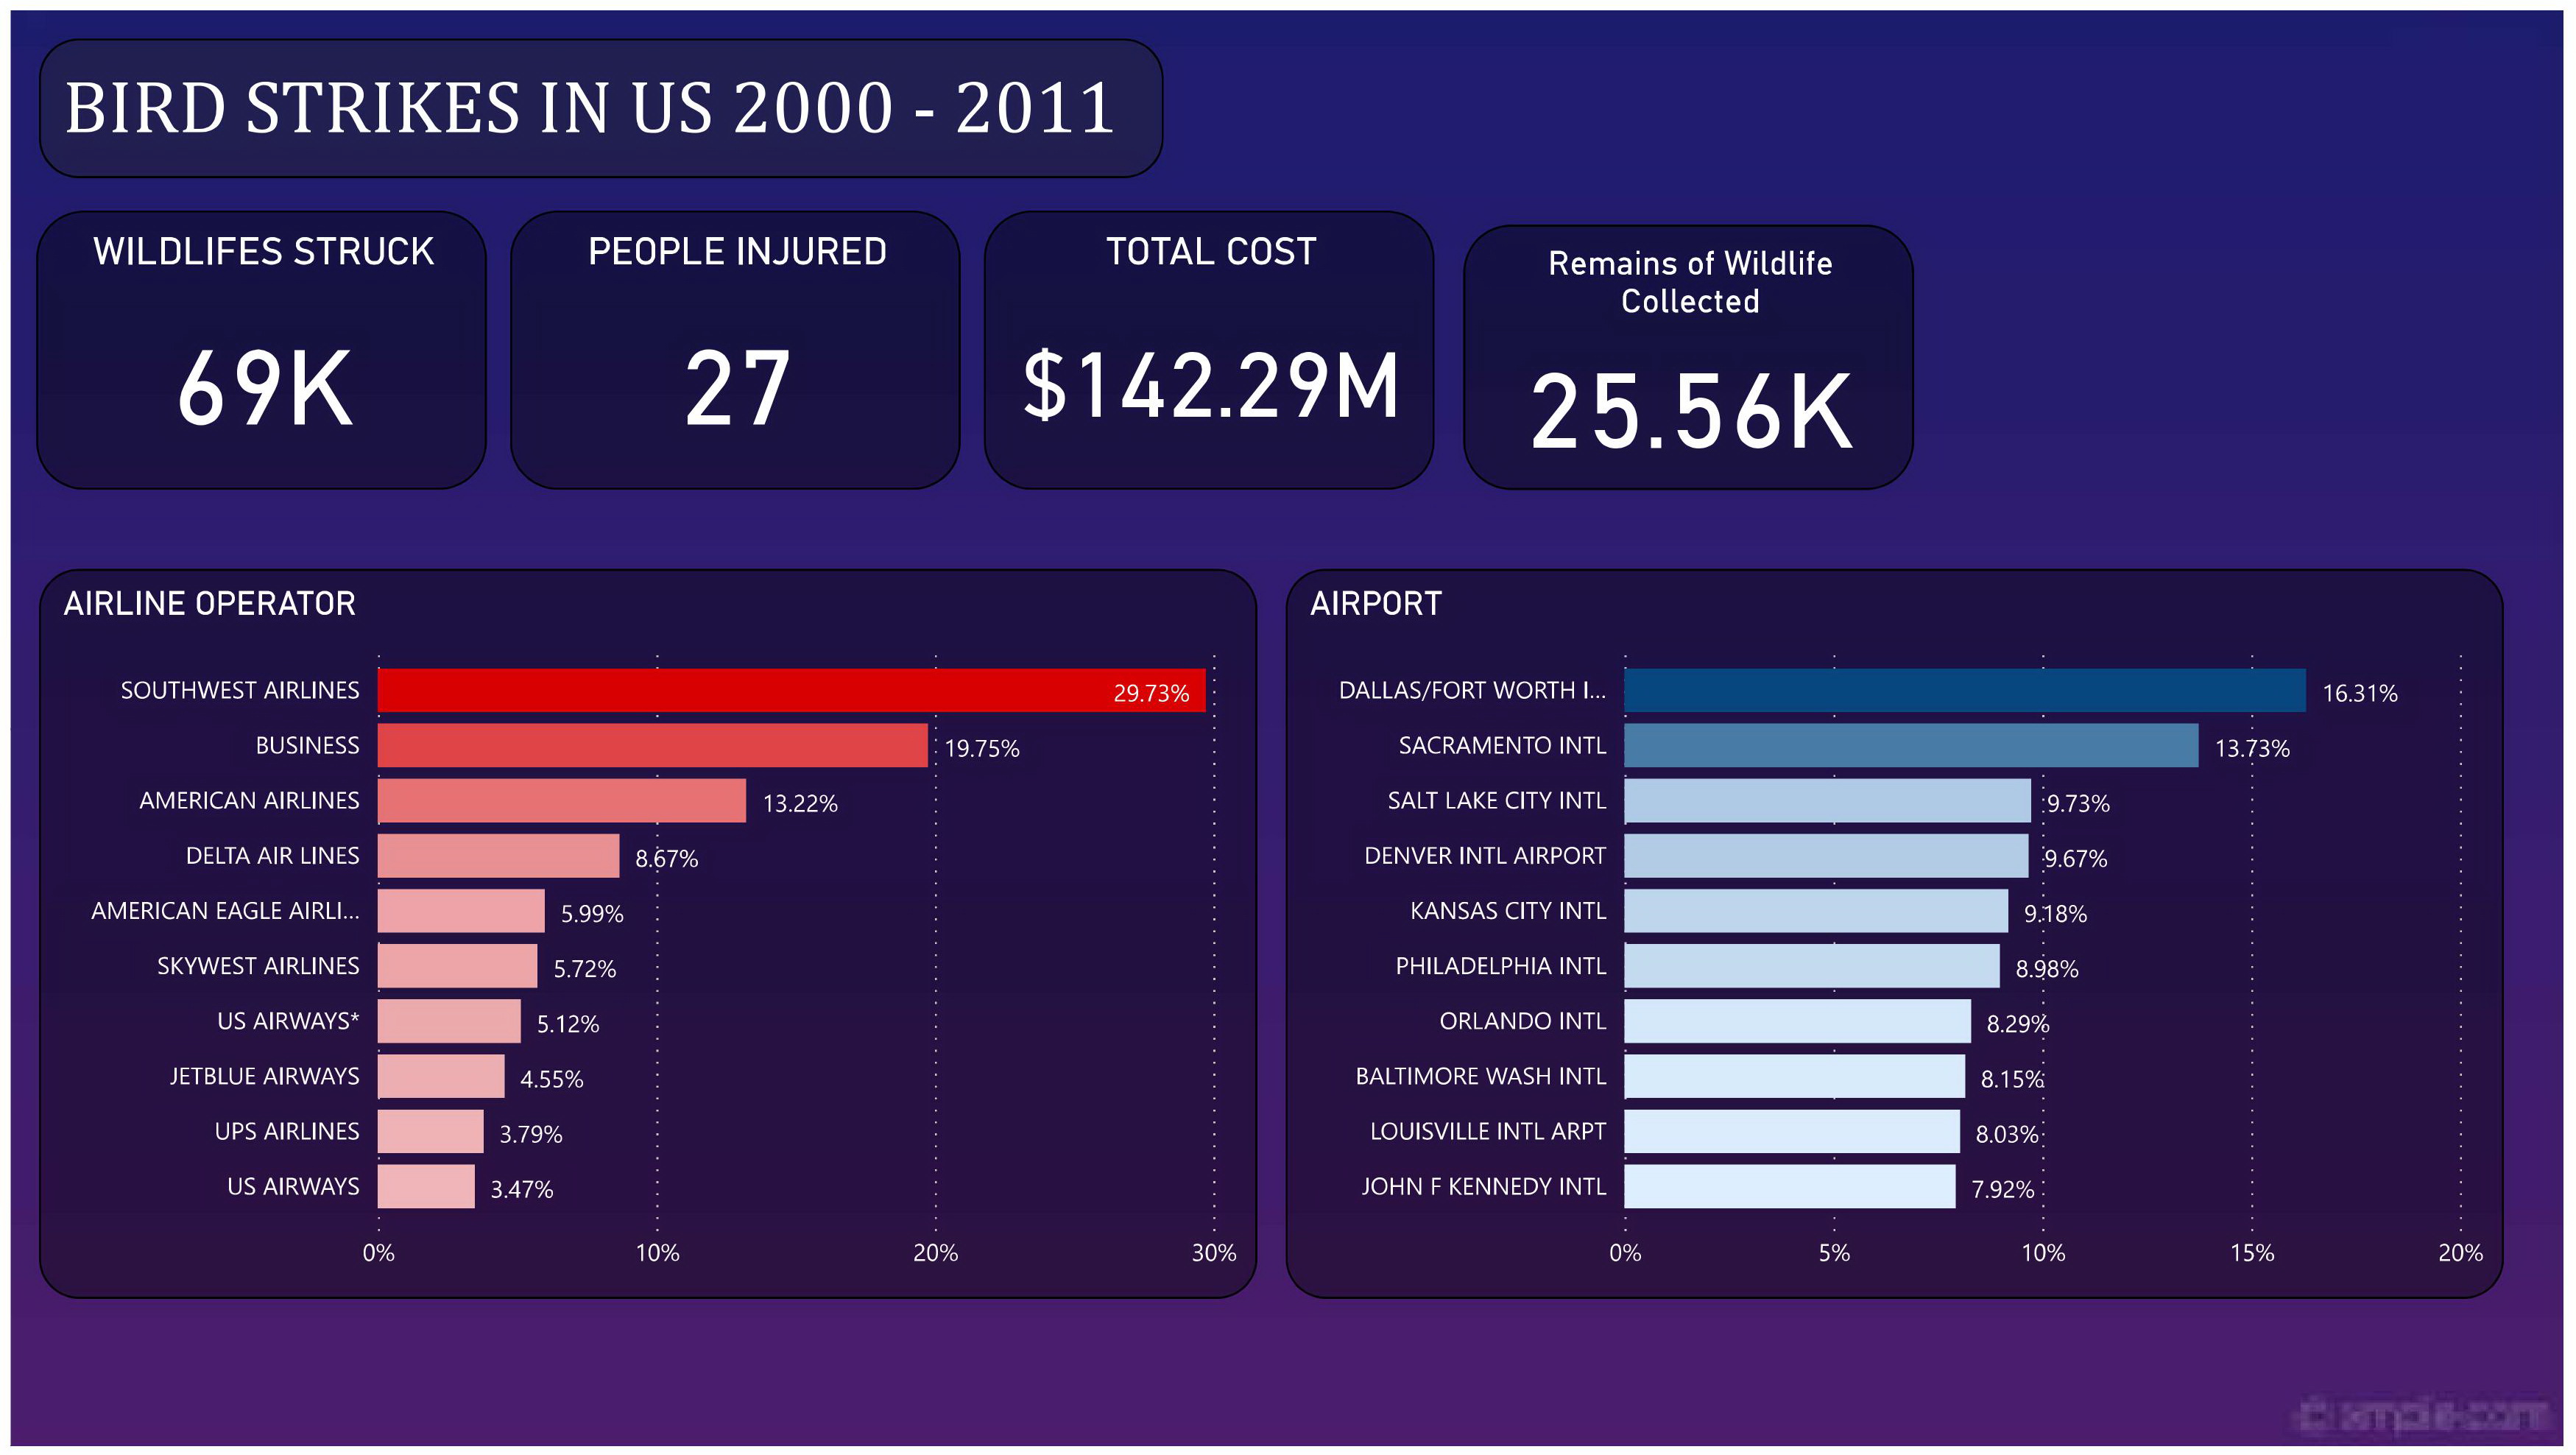 BIRD STRIKES IN US 2000 - 2011
WILDLIFES STRUCK
69K
PEOPLE INJURED
27
TOTAL COST
$142.29M
Remains of Wildlife
Collected
25.56K
AIRLINE OPERATOR
SOUTHWEST AIRLINES 29.73%
BUSINESS 19.75%
AMERICAN AIRLINES 13.22%
DELTA AIR LINES 8.67%
AMERICAN EAGLE AIRLI... 5.99%
SKYWEST AIRLINES 5.72%
US AIRWAYS* 5.12%
JETBLUE AIRWAYS 4.55%
UPS AIRLINES 3.79%
US AIRWAYS 3.47%
0% 10% 20% 30%
AIRPORT
DALLAS/FORT WORTH I... 16.31%
SACRAMENTO INTL 13.73%
SALT LAKE CITY INTL 9.73%
DENVER INTL AIRPORT 9.67%
KANSAS CITY INTL 9.18%
PHILADELPHIA INTL 8.98%
ORLANDO INTL 8.29%
BALTIMORE WASH INTL 8.15%
LOUISVILLE INTL ARPT 8.03%
JOHN F KENNEDY INTL 7.92%
0% 5% 10% 15% 20%